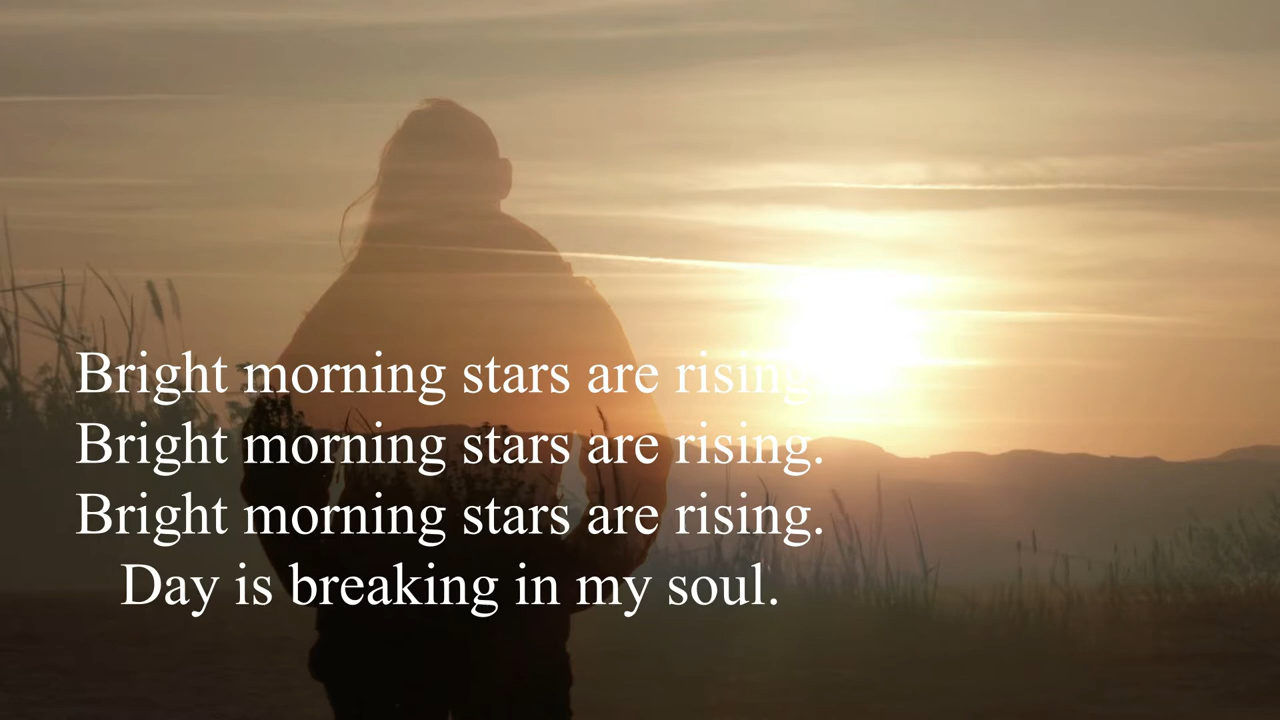 Bright morning stars are rising
Bright morning stars are rising.
Bright morning stars are rising.
Day is breaking in my soul.